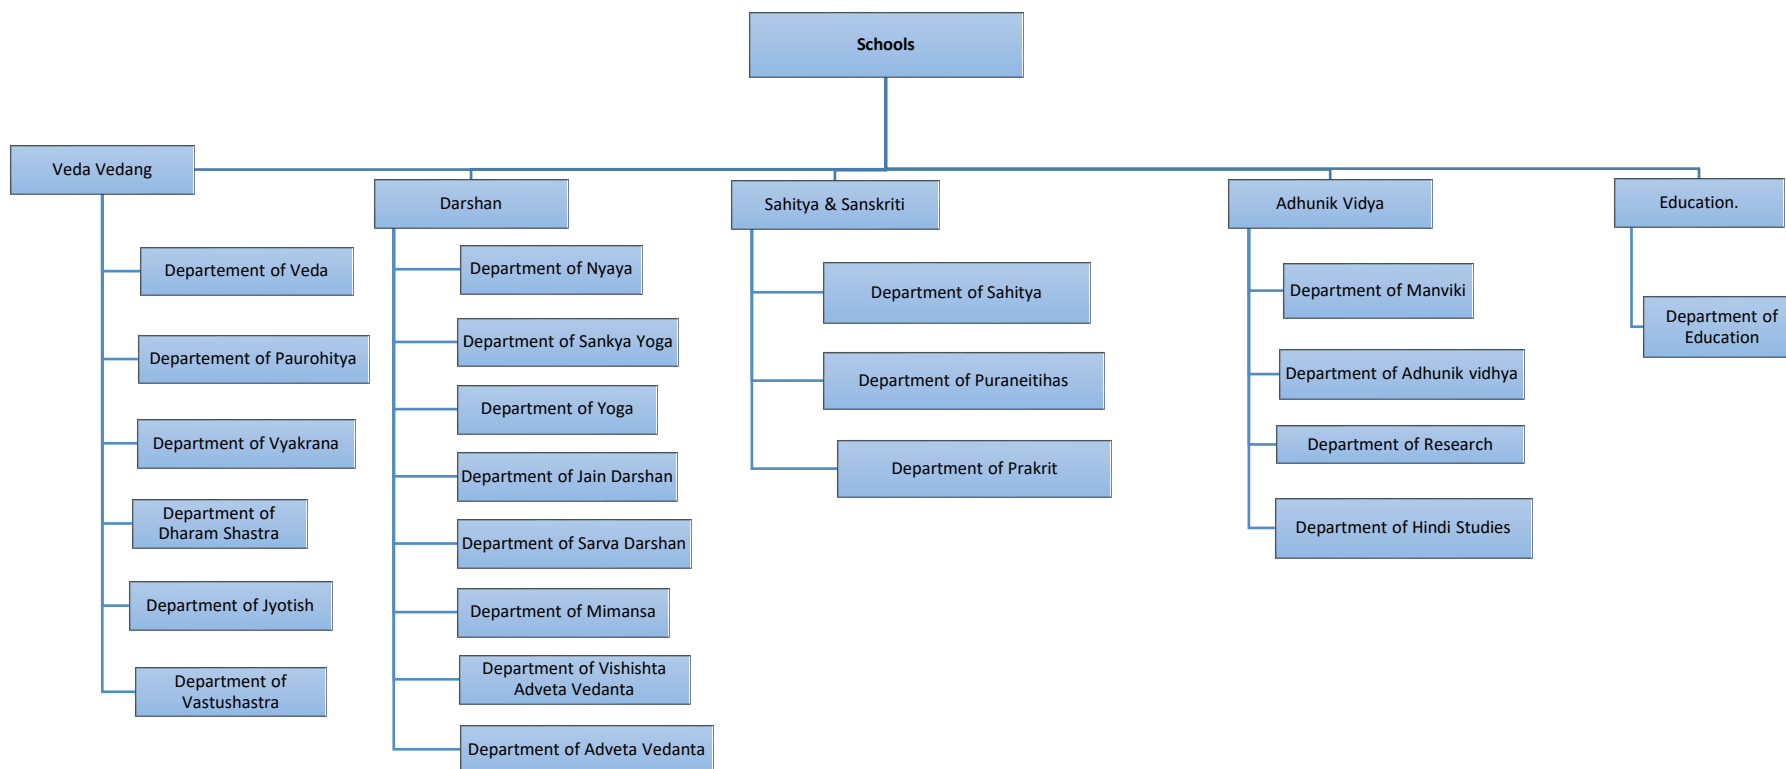 Schools
Veda Vedang
Departement of Veda
Departement of Paurohitya
Department of Vyakrana
Department of
Dharam Shastra
Department of Jyotish
Department of
Vastushastra
Darshan
Department of Nyaya
Department of Sankya Yoga
Department of Yoga
Department of Jain Darshan
Department of Sarva Darshan
Department of Mimansa
Department of Vishishta
Adveta Vedanta
Department of Adveta Vedanta
Sahitya & Sanskriti
Department of Sahitya
Department of Puraneitihas
Department of Prakrit
Adhunik Vidya
Department of Manviki
Department of Adhunik vidhya
Department of Research
Department of Hindi Studies
Education.
Department of
Education